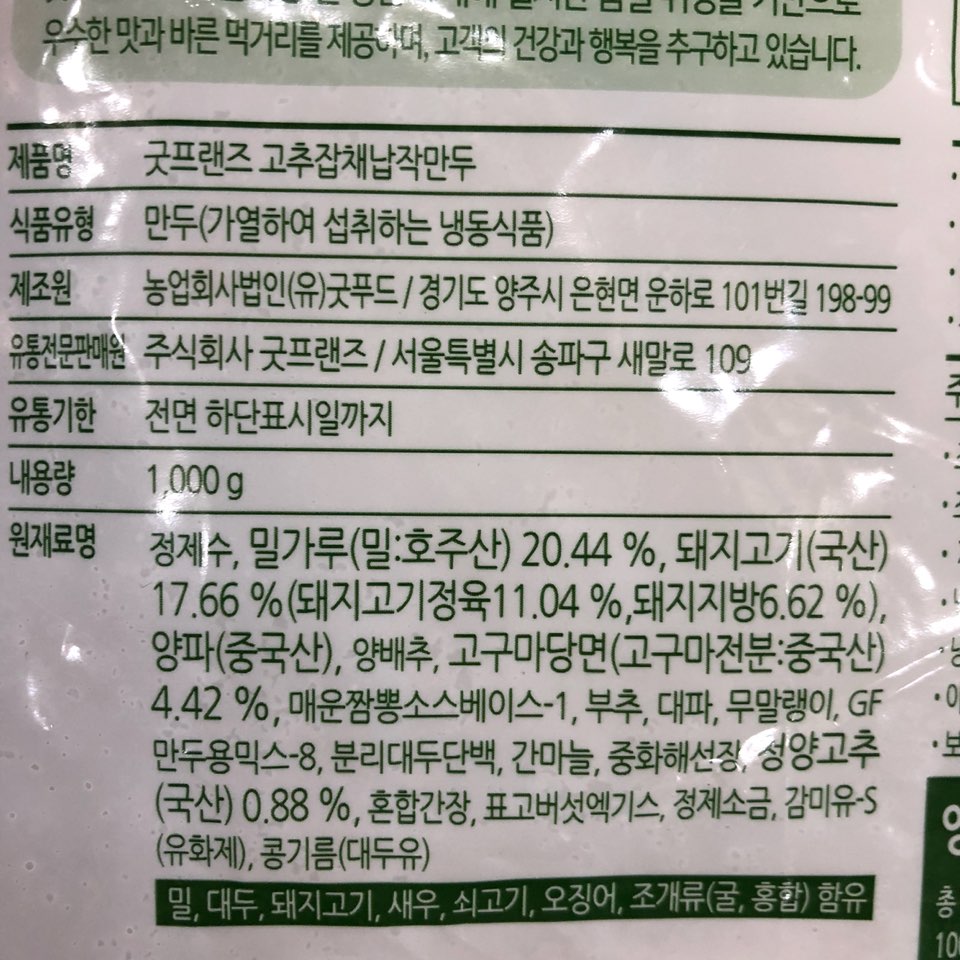 우수한 맛과 바른 먹거리를 제공하며, 고객의 건강과 행복을 추구하고 있습니다.
제품명 굿프랜즈 고추잡채납작만두
식품유형 만두(가열하여 섭취하는 냉동식품)
제조원 농업회사법인(유)굿푸드 / 경기도 양주시 은현면 운하로 101번길 198-99
유통전문판매원 주식회사 굿프랜즈 / 서울특별시 송파구 새말로 109
유통기한 전면 하단표시일까지
내용량 1,000 g
원재료명 정제수, 밀가루(밀:호주산) 20.44 %, 돼지고기(국산)
17.66 %(돼지고기정육11.04 %,돼지지방6.62 %),
양파(중국산), 양배추, 고구마당면(고구마전분:중국산)
4.42 %, 매운짬뽕소스베이스-1, 부추, 대파, 무말랭이, GF
만두용믹스-8, 분리대두단백, 간마늘, 중화해선장, 청양고추
(국산) 0.88 %, 혼합간장, 표고버섯엑기스, 정제소금, 감미유-S
(유화제), 콩기름(대두유)
밀, 대두, 돼지고기, 새우, 쇠고기, 오징어, 조개류(굴, 홍합) 함유
총